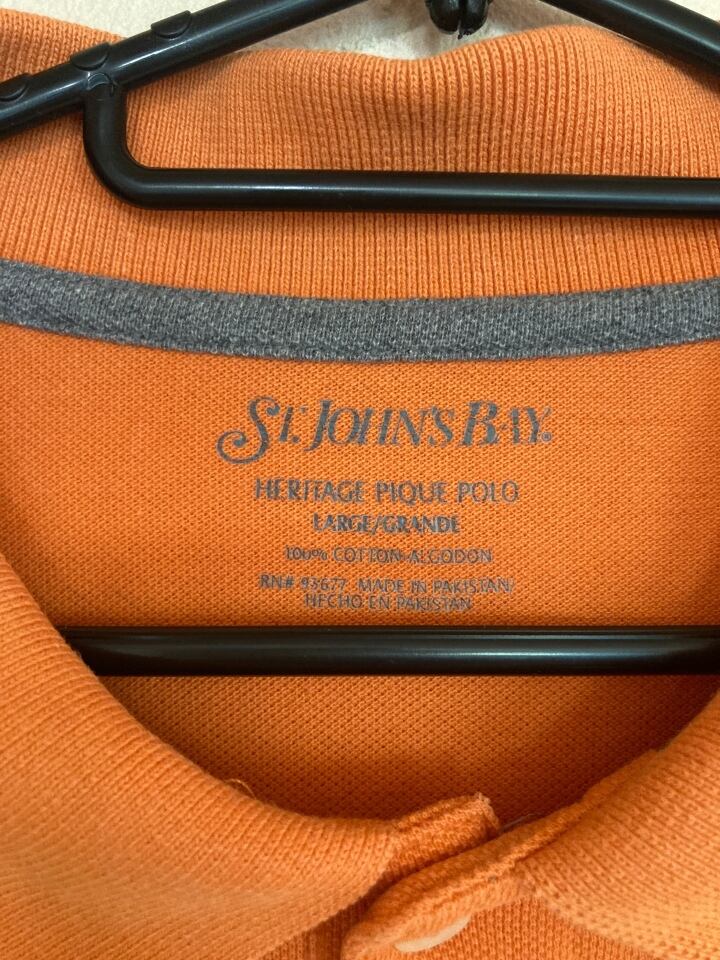 ST. JOHN'S BAY®
HERITAGE PIQUE POLO
LARGE/GRANDE
100% COTTON-ALGODON
RN# 93677 MADE IN PAKISTAN/
HECHO EN PAKISTAN